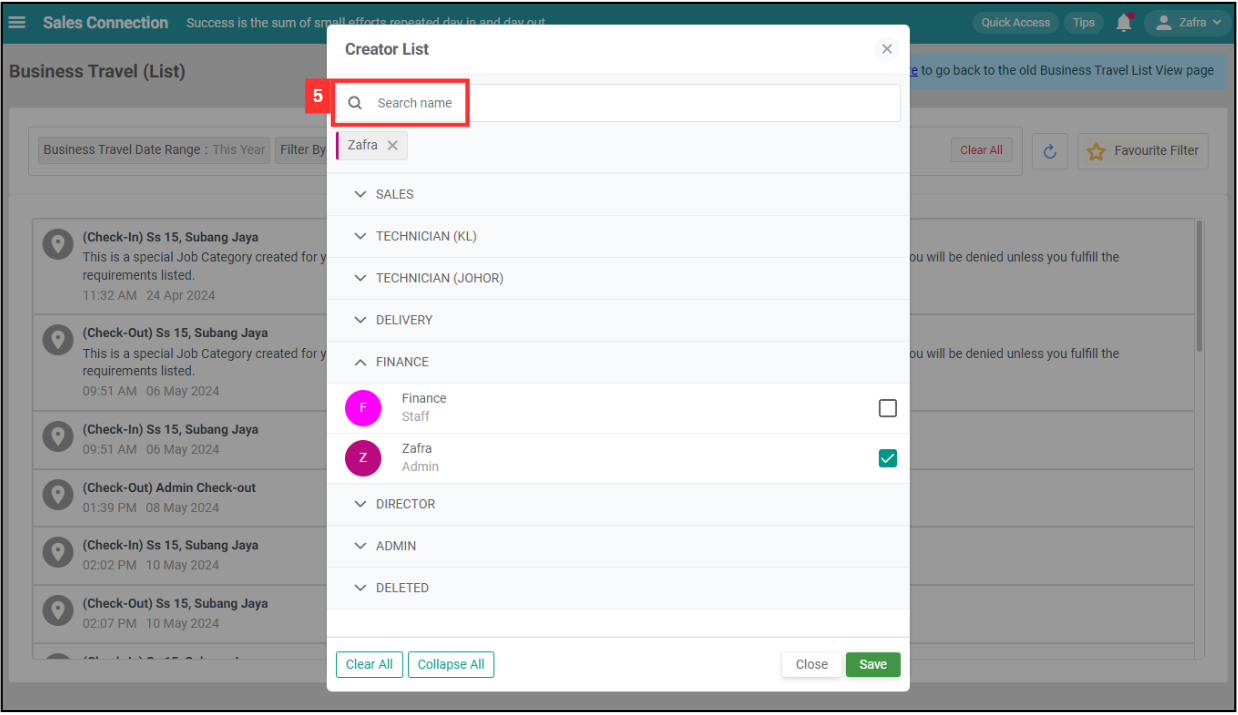 Sales Connection Success is the sum of small efforts repeated day in and day out
Quick Access Tips Zafra
Business Travel (List)
to go back to the old Business Travel List View page
Business Travel Date Range : This Year Filter By
Clear All Favourite Filter
(Check-In) Ss 15, Subang Jaya
This is a special Job Category created for y
ou will be denied unless you fulfill the
requirements listed.
11:32 AM 24 Apr 2024
(Check-Out) Ss 15, Subang Jaya
This is a special Job Category created for y
ou will be denied unless you fulfill the
requirements listed.
09:51 AM 06 May 2024
(Check-In) Ss 15, Subang Jaya
09:51 AM 06 May 2024
(Check-Out) Admin Check-out
01:39 PM 08 May 2024
(Check-In) Ss 15, Subang Jaya
02:02 PM 10 May 2024
(Check-Out) Ss 15, Subang Jaya
02:07 PM 10 May 2024
Creator List
5
Search name
Zafra
SALES
TECHNICIAN (KL)
TECHNICIAN (JOHOR)
DELIVERY
FINANCE
F
Finance
Staff
Z
Zafra
Admin
DIRECTOR
ADMIN
DELETED
Clear All Collapse All Close Save